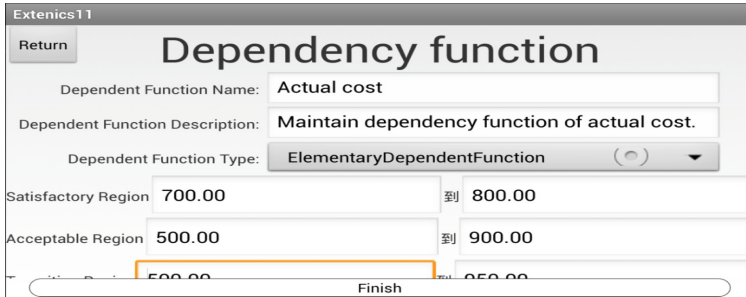 Extenics11
Return
Dependency function
Dependent Function Name: Actual cost
Dependent Function Description: Maintain dependency function of actual cost.
Dependent Function Type: ElementaryDependentFunction
Satisfactory Region 700.00 到 800.00
Acceptable Region 500.00 到 900.00
Finish